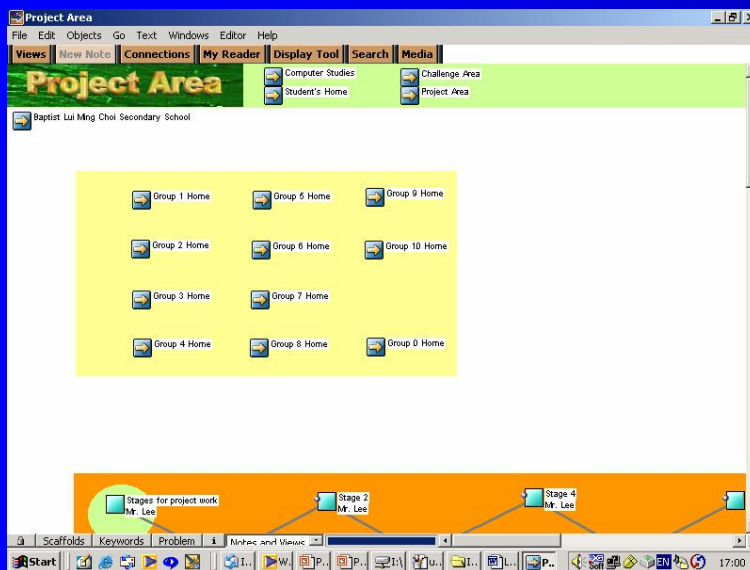 Project Area
File Edit Objects Go Text Windows Editor Help
Views New Note Connections My Reader Display Tool Search Media
Project Area
Computer Studies
Challenge Area
Student's Home
Project Area
Baptist Lui Ming Choi Secondary School
Group 1 Home
Group 5 Home
Group 9 Home
Group 2 Home
Group 6 Home
Group 10 Home
Group 3 Home
Group 7 Home
Group 4 Home
Group 8 Home
Group 0 Home
Stages for project work
Mr. Lee
Stage 2
Mr. Lee
Stage 4
Mr. Lee
Scaffolds Keywords Problem i Notes and Views
Start I.. W.. P.. P.. I:\ u.. I.. L.. P.. EN 17:00